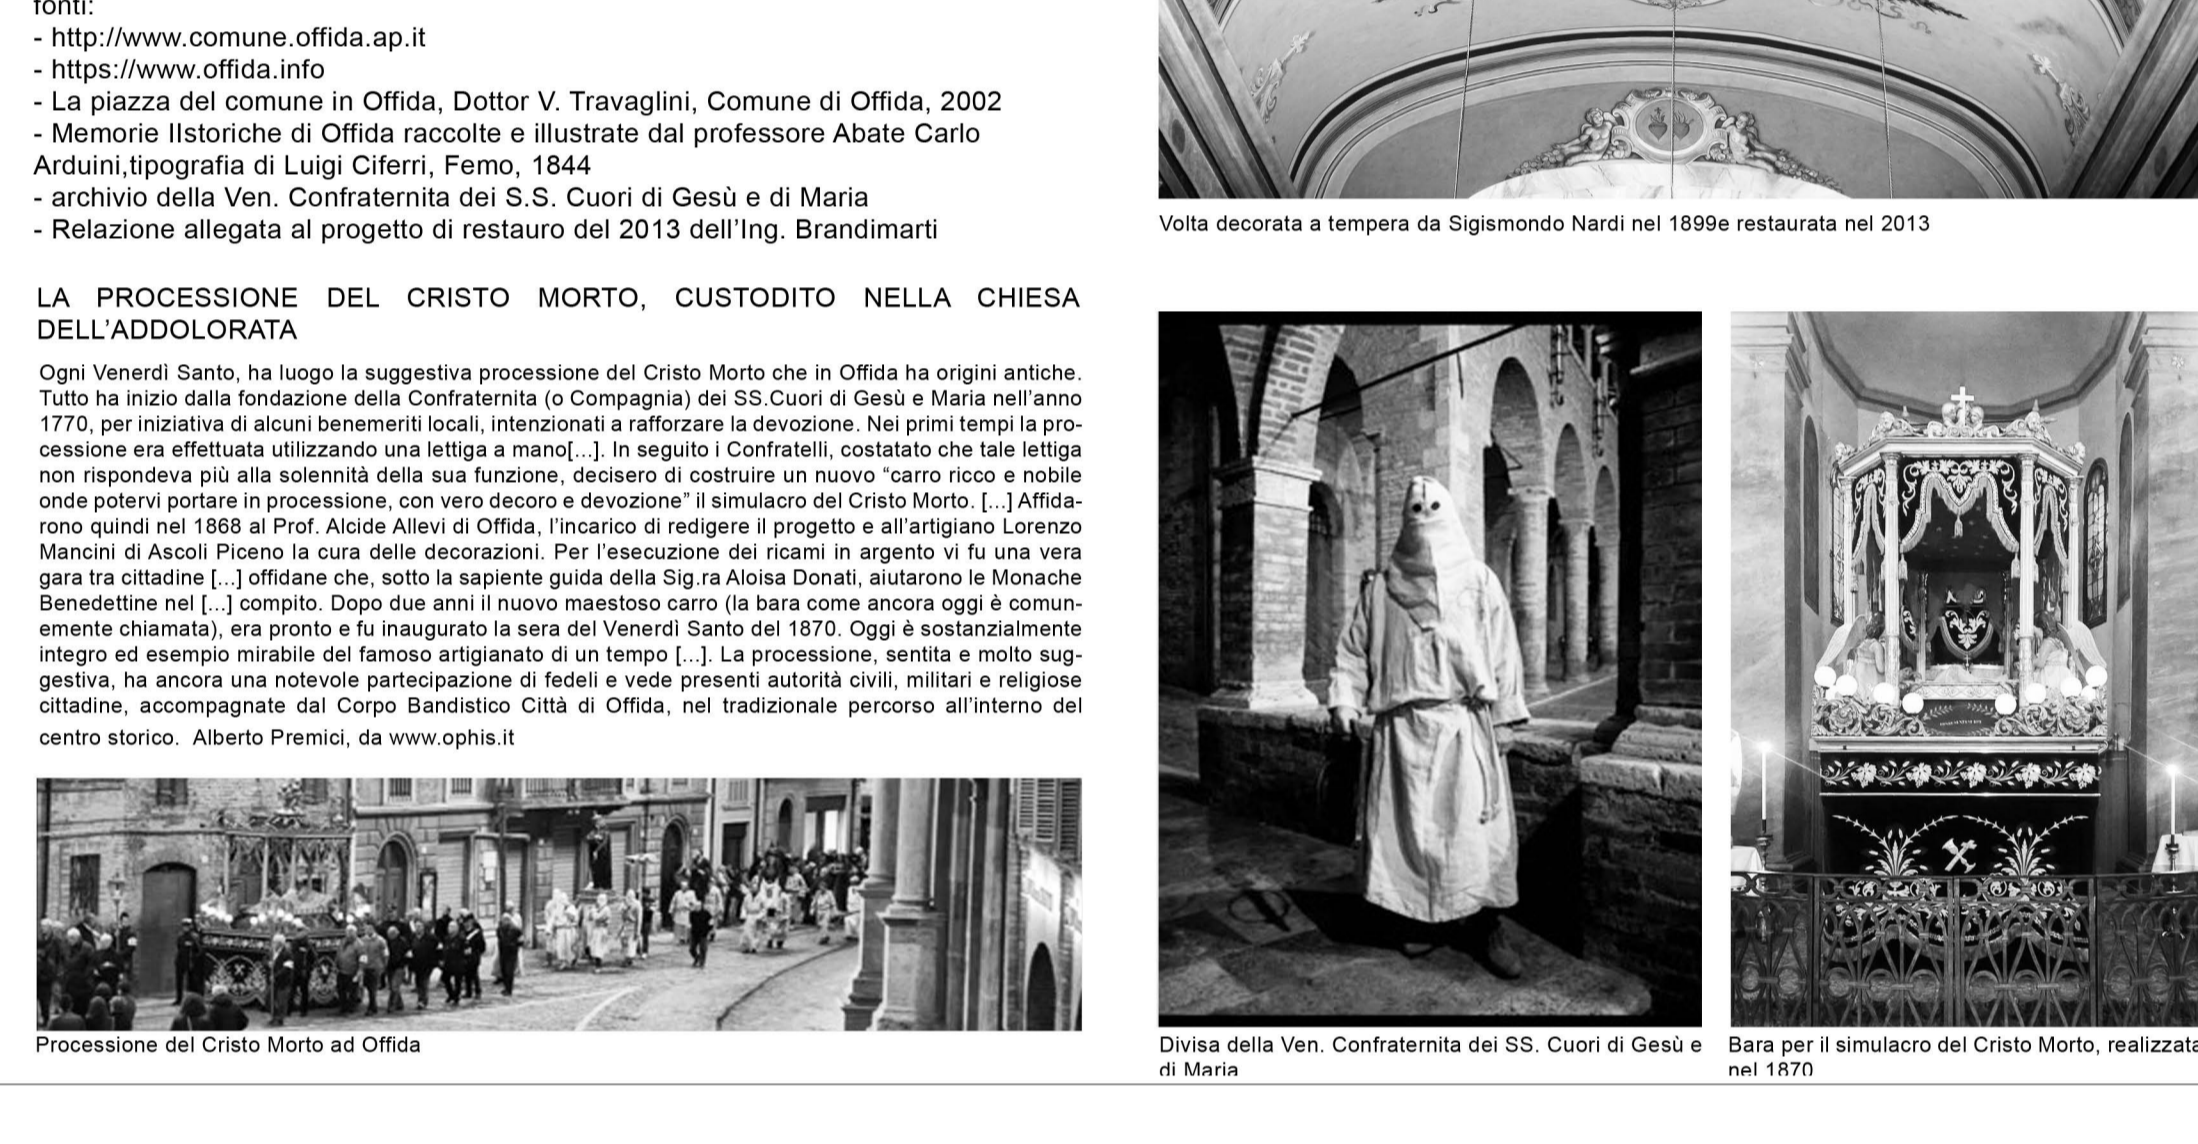 fonti:
- http://www.comune.offida.ap.it
- https://www.offida.info
- La piazza del comune in Offida, Dottor V. Travaglini, Comune di Offida, 2002
- Memorie IIstoriche di Offida raccolte e illustrate dal professore Abate Carlo
Arduini,tipografia di Luigi Ciferri, Femo, 1844
- archivio della Ven. Confraternita dei S.S. Cuori di Gesù e di Maria
- Relazione allegata al progetto di restauro del 2013 dell'Ing. Brandimarti
LA PROCESSIONE DEL CRISTO MORTO, CUSTODITO NELLA CHIESA
DELL'ADDOLORATA
Ogni Venerdì Santo, ha luogo la suggestiva processione del Cristo Morto che in Offida ha origini antiche.
Tutto ha inizio dalla fondazione della Confraternita (o Compagnia) dei SS.Cuori di Gesù e Maria nell'anno
1770, per iniziativa di alcuni benemeriti locali, intenzionati a rafforzare la devozione. Nei primi tempi la pro-
cessione era effettuata utilizzando una lettiga a mano[...]. In seguito i Confratelli, costatato che tale lettiga
non rispondeva più alla solennità della sua funzione, decisero di costruire un nuovo “carro ricco e nobile
onde potervi portare in processione, con vero decoro e devozione” il simulacro del Cristo Morto. [...] Affida-
rono quindi nel 1868 al Prof. Alcide Allevi di Offida, l'incarico di redigere il progetto e all'artigiano Lorenzo
Mancini di Ascoli Piceno la cura delle decorazioni. Per l'esecuzione dei ricami in argento vi fu una vera
gara tra cittadine [...] offidane che, sotto la sapiente guida della Sig.ra Aloisa Donati, aiutarono le Monache
Benedettine nel [...] compito. Dopo due anni il nuovo maestoso carro (la bara come ancora oggi è comun-
emente chiamata), era pronto e fu inaugurato la sera del Venerdì Santo del 1870. Oggi è sostanzialmente
integro ed esempio mirabile del famoso artigianato di un tempo [...]. La processione, sentita e molto sug-
gestiva, ha ancora una notevole partecipazione di fedeli e vede presenti autorità civili, militari e religiose
cittadine, accompagnate dal Corpo Bandistico Città di Offida, nel tradizionale percorso all'interno del
centro storico. Alberto Premici, da www.ophis.it
Processione del Cristo Morto ad Offida
Volta decorata a tempera da Sigismondo Nardi nel 1899e restaurata nel 2013
Divisa della Ven. Confraternita dei SS. Cuori di Gesù e
di Maria
Bara per il simulacro del Cristo Morto, realizzata
nel 1870